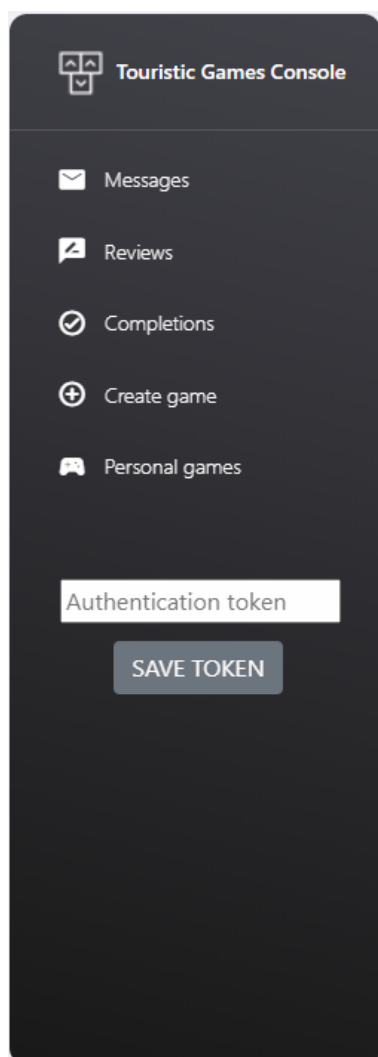 Touristic Games Console
Messages
Reviews
Completions
Create game
Personal games
Authentication token
SAVE TOKEN